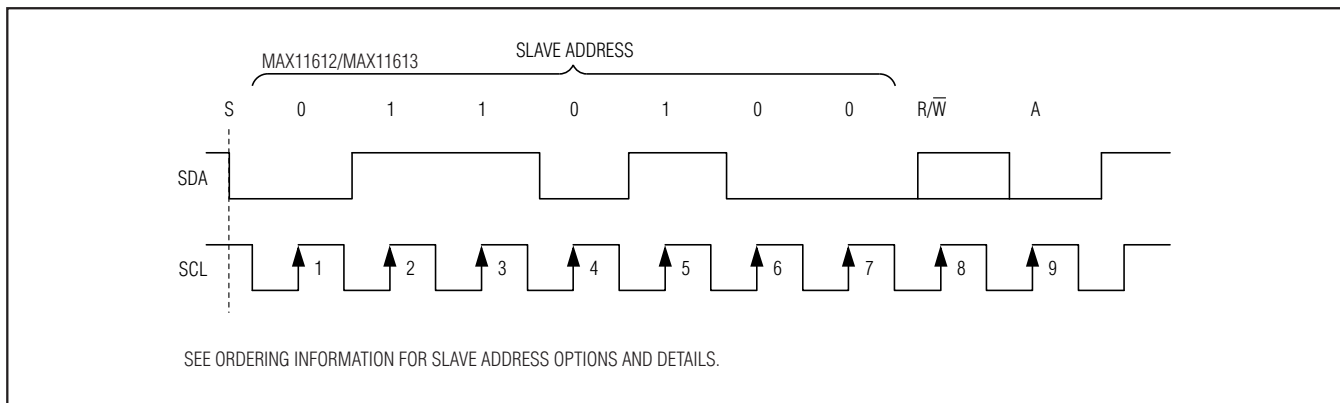 SLAVE ADDRESS
MAX11612/MAX11613
S 0 1 1 0 1 0 0 R/W̅ A
SDA
SCL 1 2 3 4 5 6 7 8 9
SEE ORDERING INFORMATION FOR SLAVE ADDRESS OPTIONS AND DETAILS.